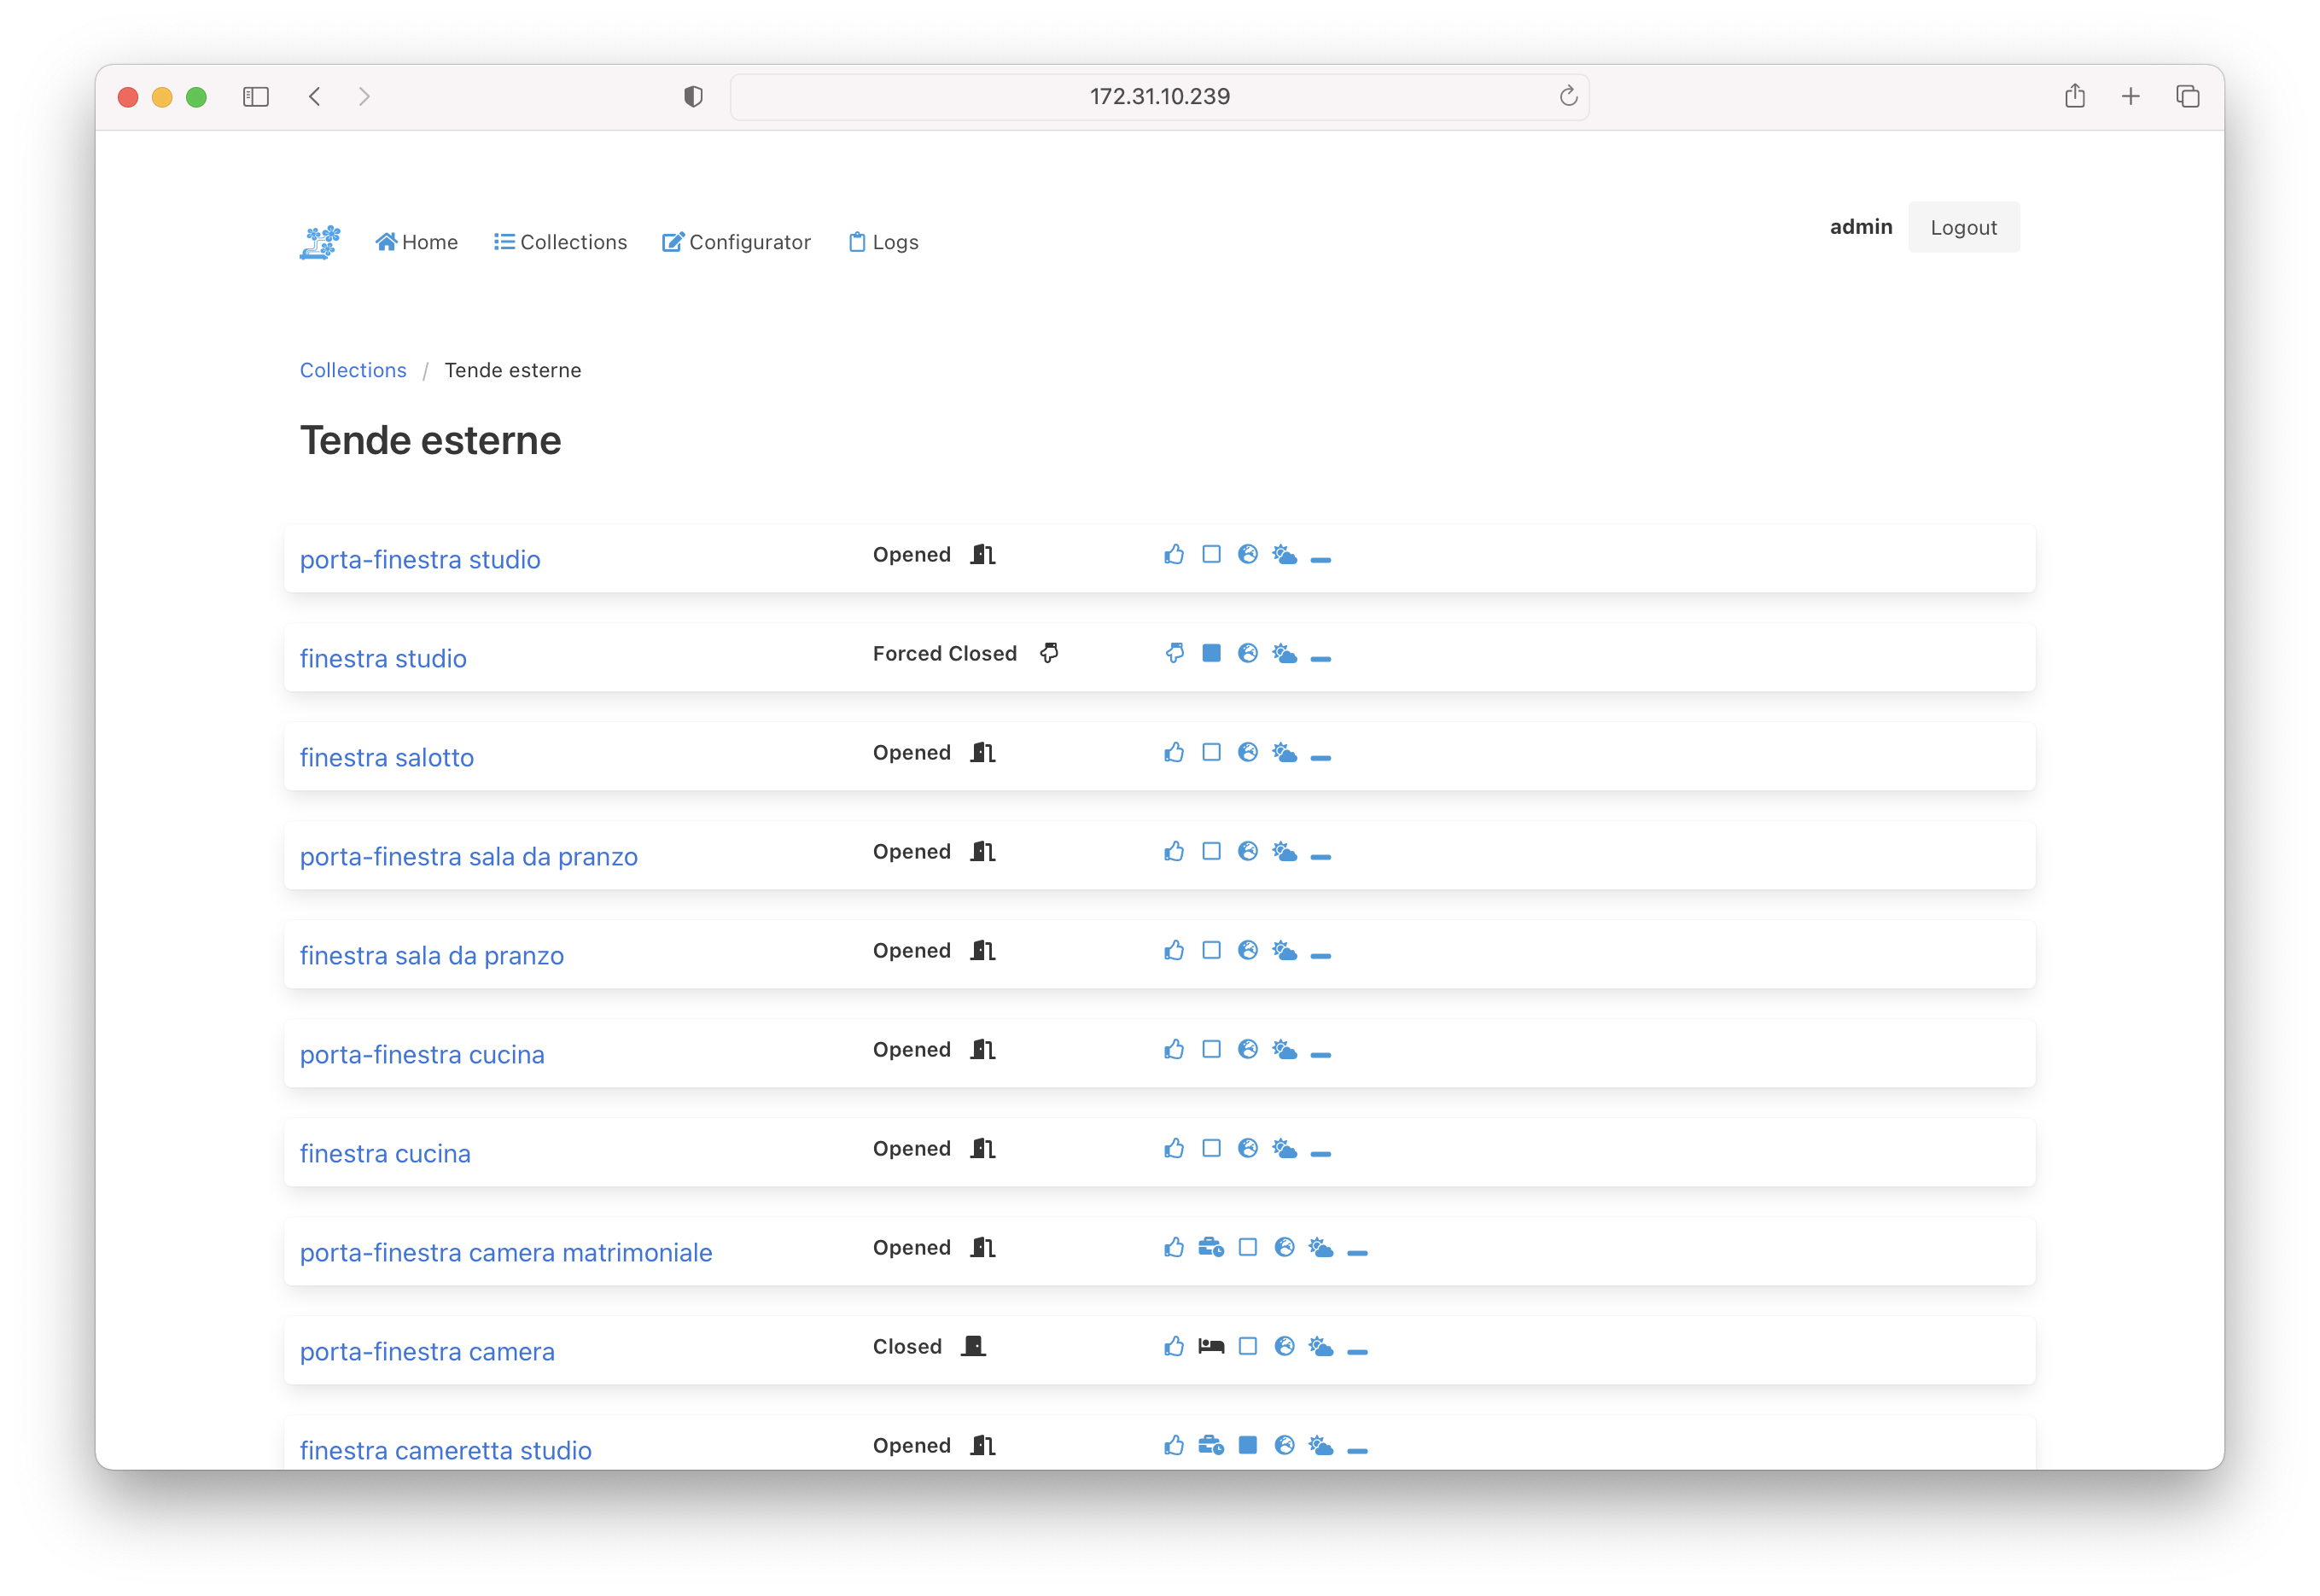 172.31.10.239
Home Collections Configurator Logs admin Logout
Collections / Tende esterne
Tende esterne
porta-finestra studio Opened
finestra studio Forced Closed
finestra salotto Opened
porta-finestra sala da pranzo Opened
finestra sala da pranzo Opened
porta-finestra cucina Opened
finestra cucina Opened
porta-finestra camera matrimoniale Opened
porta-finestra camera Closed
finestra cameretta studio Opened